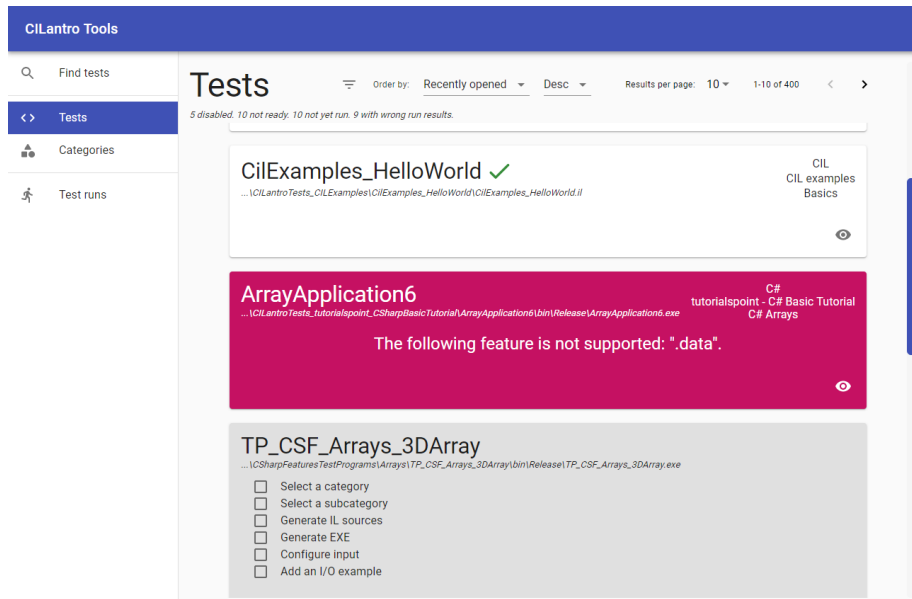 CiLantro Tools
Find tests
Tests
Categories
Test runs
Tests
Order by: Recently opened Desc Results per page: 10 1-10 of 400
5 disabled. 10 not ready. 10 not yet run. 9 with wrong run results.
CilExamples_HelloWorld
...\CILantroTests_CILExamples\CilExamples_HelloWorld\CilExamples_HelloWorld.il
CIL
CIL examples
Basics
ArrayApplication6
...\CILantroTests_tutorialspoint_CSharpBasicTutorial\ArrayApplication6\bin\Release\ArrayApplication6.exe
C#
tutorialspoint - C# Basic Tutorial
C# Arrays
The following feature is not supported: ".data".
TP_CSF_Arrays_3DArray
...\CSharpFeaturesTestPrograms\Arrays\TP_CSF_Arrays_3DArray\bin\Release\TP_CSF_Arrays_3DArray.exe
Select a category
Select a subcategory
Generate IL sources
Generate EXE
Configure input
Add an I/O example